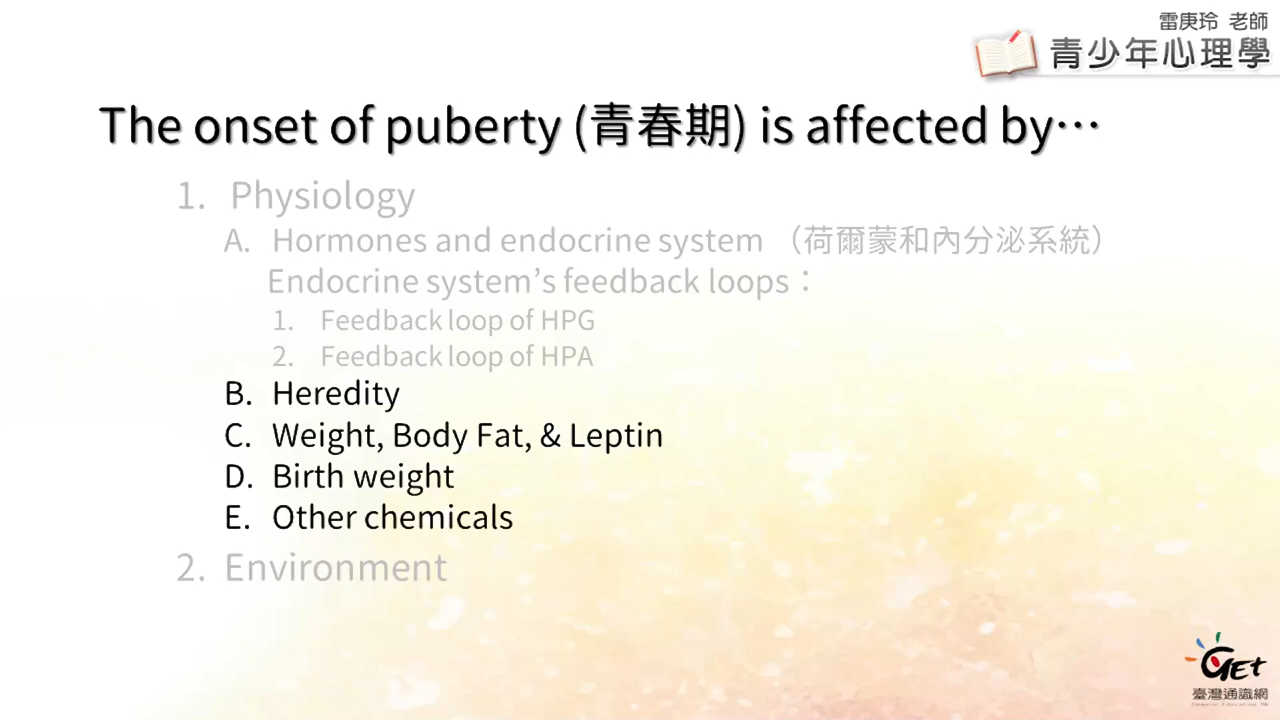 雷庚玲 老師
青少年心理學
The onset of puberty (青春期) is affected by⋯
1. Physiology
A. Hormones and endocrine system （荷爾蒙和內分泌系統）
Endocrine system’s feedback loops：
1. Feedback loop of HPG
2. Feedback loop of HPA
B. Heredity
C. Weight, Body Fat, & Leptin
D. Birth weight
E. Other chemicals
2. Environment
GEt
臺灣通識網